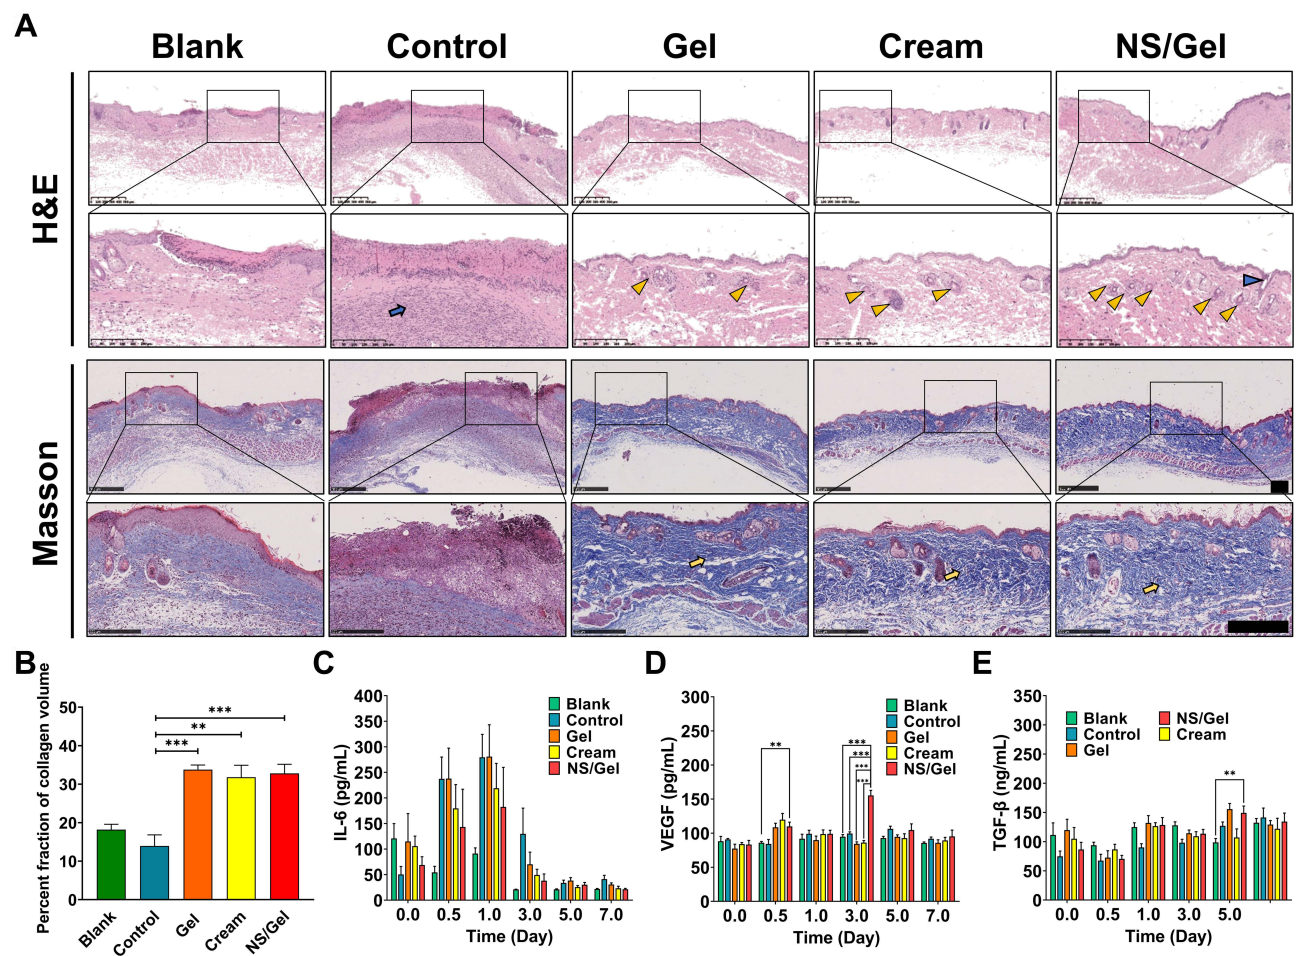 A
Blank Control Gel Cream NS/Gel
H&E
Masson
B
Percent fraction of collagen volume
50
40
30
20
10
0
***
**
***
Blank
Control
Gel
Cream
NS/Gel
C
IL-6 (pg/mL)
400
350
300
250
200
150
100
50
0
Blank
Control
Gel
Cream
NS/Gel
0.0 0.5 1.0 3.0 5.0 7.0
Time (Day)
D
VEGF (pg/mL)
300
250
200
150
100
50
0
Blank
Control
Gel
Cream
NS/Gel
**
***
***
***
***
0.0 0.5 1.0 3.0 5.0 7.0
Time (Day)
E
TGF-β (ng/mL)
350
300
250
200
150
100
50
0
Blank NS/Gel
Control Cream
Gel
**
0.0 0.5 1.0 3.0 5.0
Time (Day)